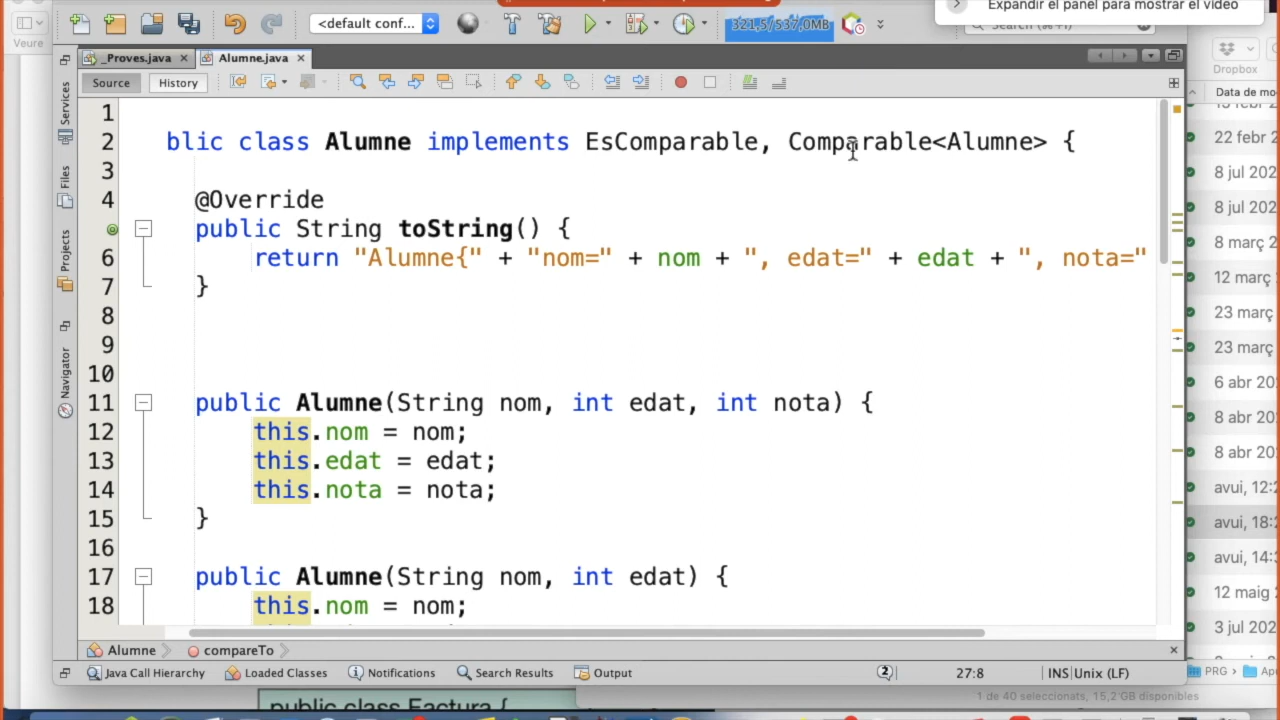 Expandir el panel para mostrar el vídeo
<default conf...
321,5/537,0MB
Search (⌘+I)
Veure
Dropbox
_Proves.java
Alumne.java
Source
History
Data de mo
Services
Files
Projects
Navigator
1
2 blic class Alumne implements EsComparable, Comparable<Alumne> {
3
4 @Override
public String toString() {
6 return "Alumne{" + "nom=" + nom + ", edat=" + edat + ", nota="
7 }
8
9
10
11 public Alumne(String nom, int edat, int nota) {
12 this.nom = nom;
13 this.edat = edat;
14 this.nota = nota;
15 }
16
17 public Alumne(String nom, int edat) {
18 this.nom = nom;
22 febr 20
8 jul 202
8 jul 202
8 març 2
12 març
23 març
23 març
6 abr 20
8 abr 20
8 abr 20
avui, 12:2
avui, 18:2
avui, 14:3
12 maig 2
3 jul 202
Alumne
compareTo
Java Call Hierarchy
Loaded Classes
Notifications
Search Results
Output
2
27:8
INS
Unix (LF)
PRG
1 de 40 seleccionats, 15,2 GB disponibles
public class Factura {